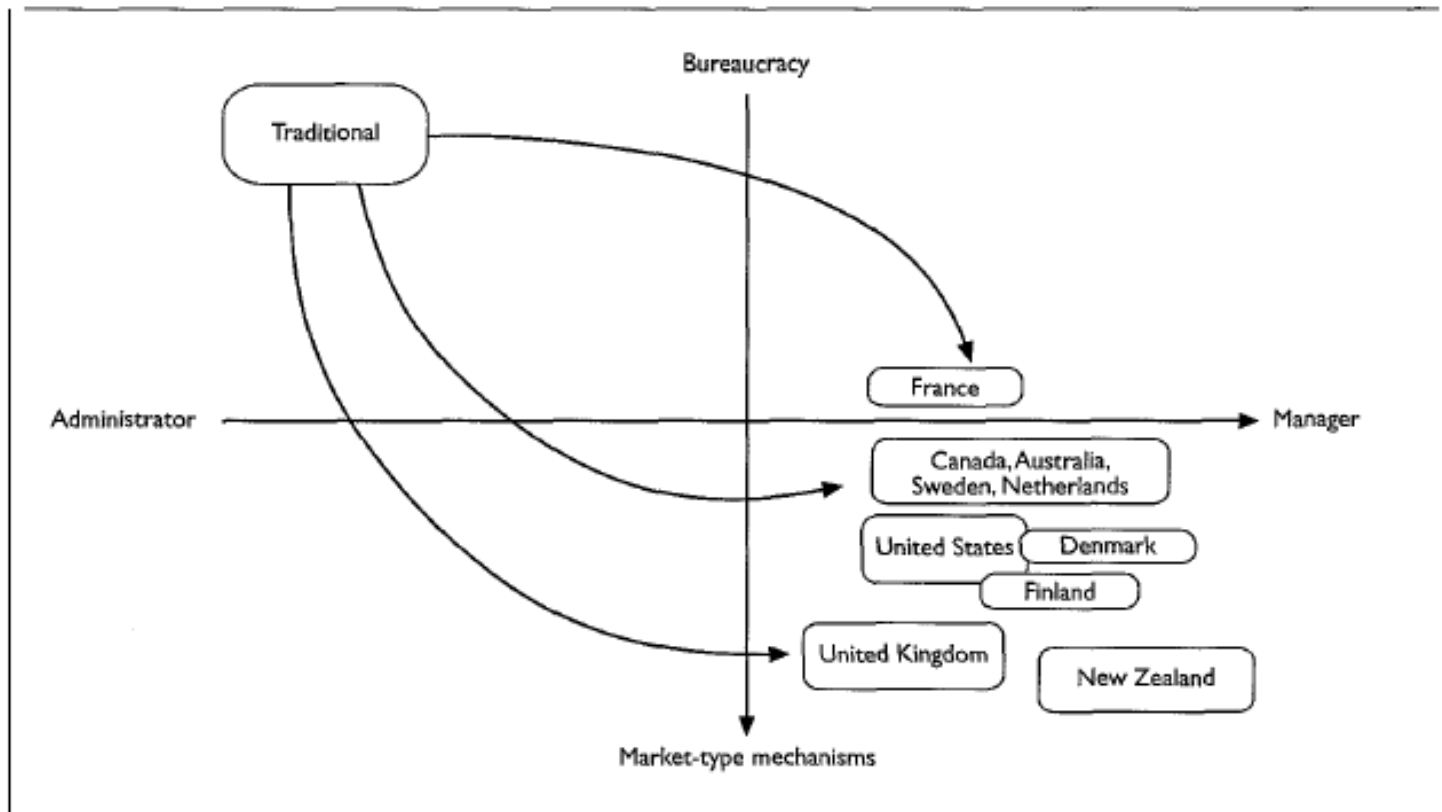 Bureaucracy
Traditional
France
Administrator
Manager
Canada, Australia,
Sweden, Netherlands
United States
Denmark
Finland
United Kingdom
New Zealand
Market-type mechanisms